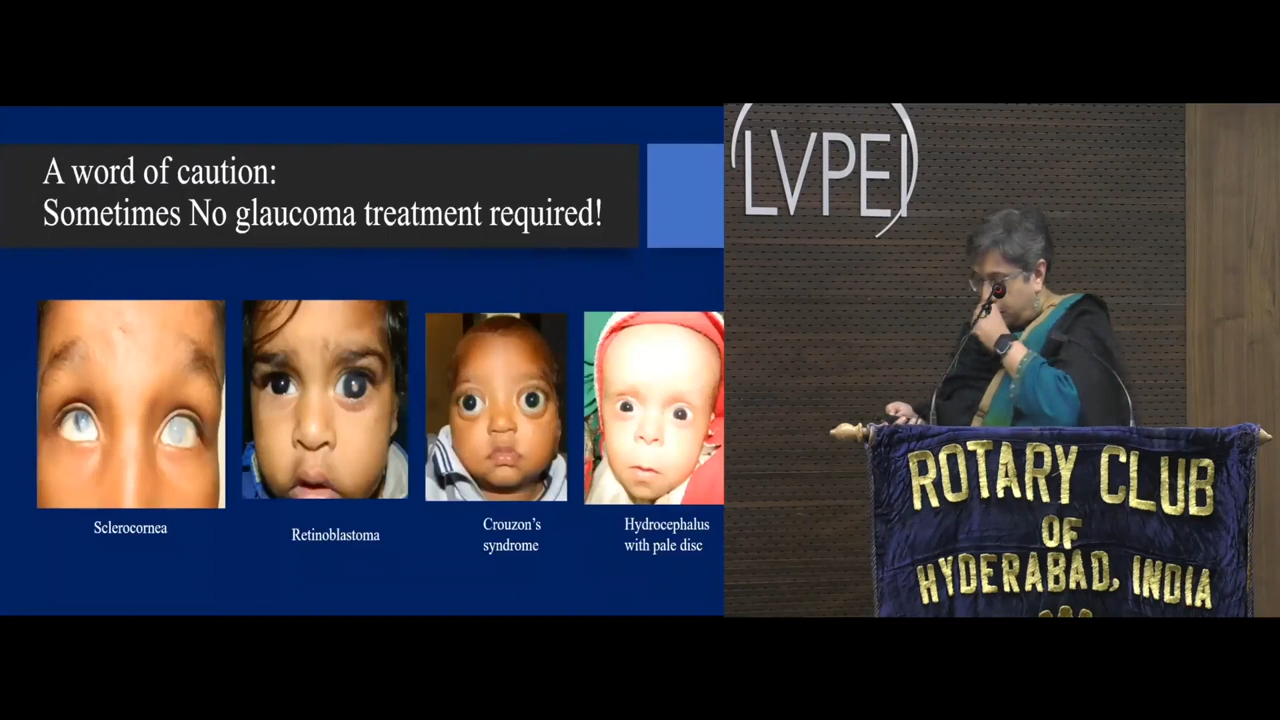 A word of caution:
Sometimes No glaucoma treatment required!
Sclerocornea
Retinoblastoma
Crouzon's
syndrome
Hydrocephalus
with pale disc
LVPEI
ROTARY CLUB
OF
HYDERABAD, INDIA